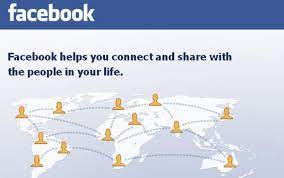 facebook
Facebook helps you connect and share with
the people in your life.